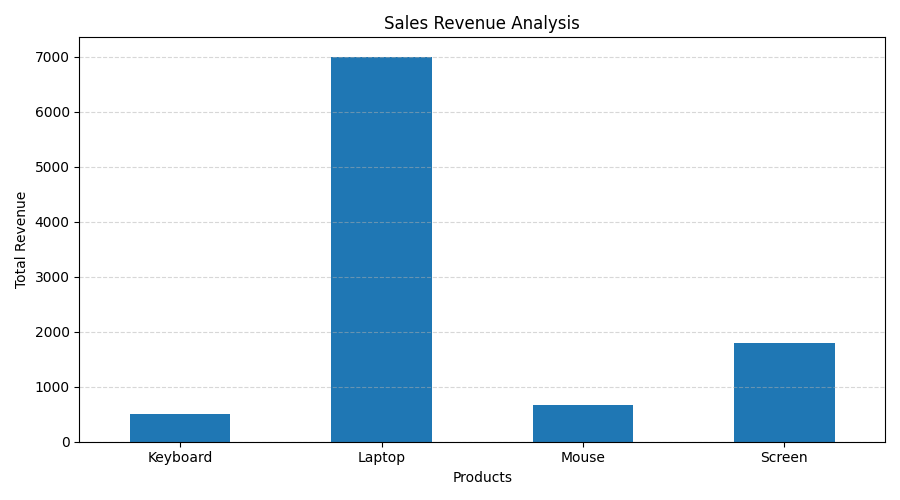 Sales Revenue Analysis
Total Revenue
7000
6000
5000
4000
3000
2000
1000
0
Keyboard Laptop Mouse Screen
Products